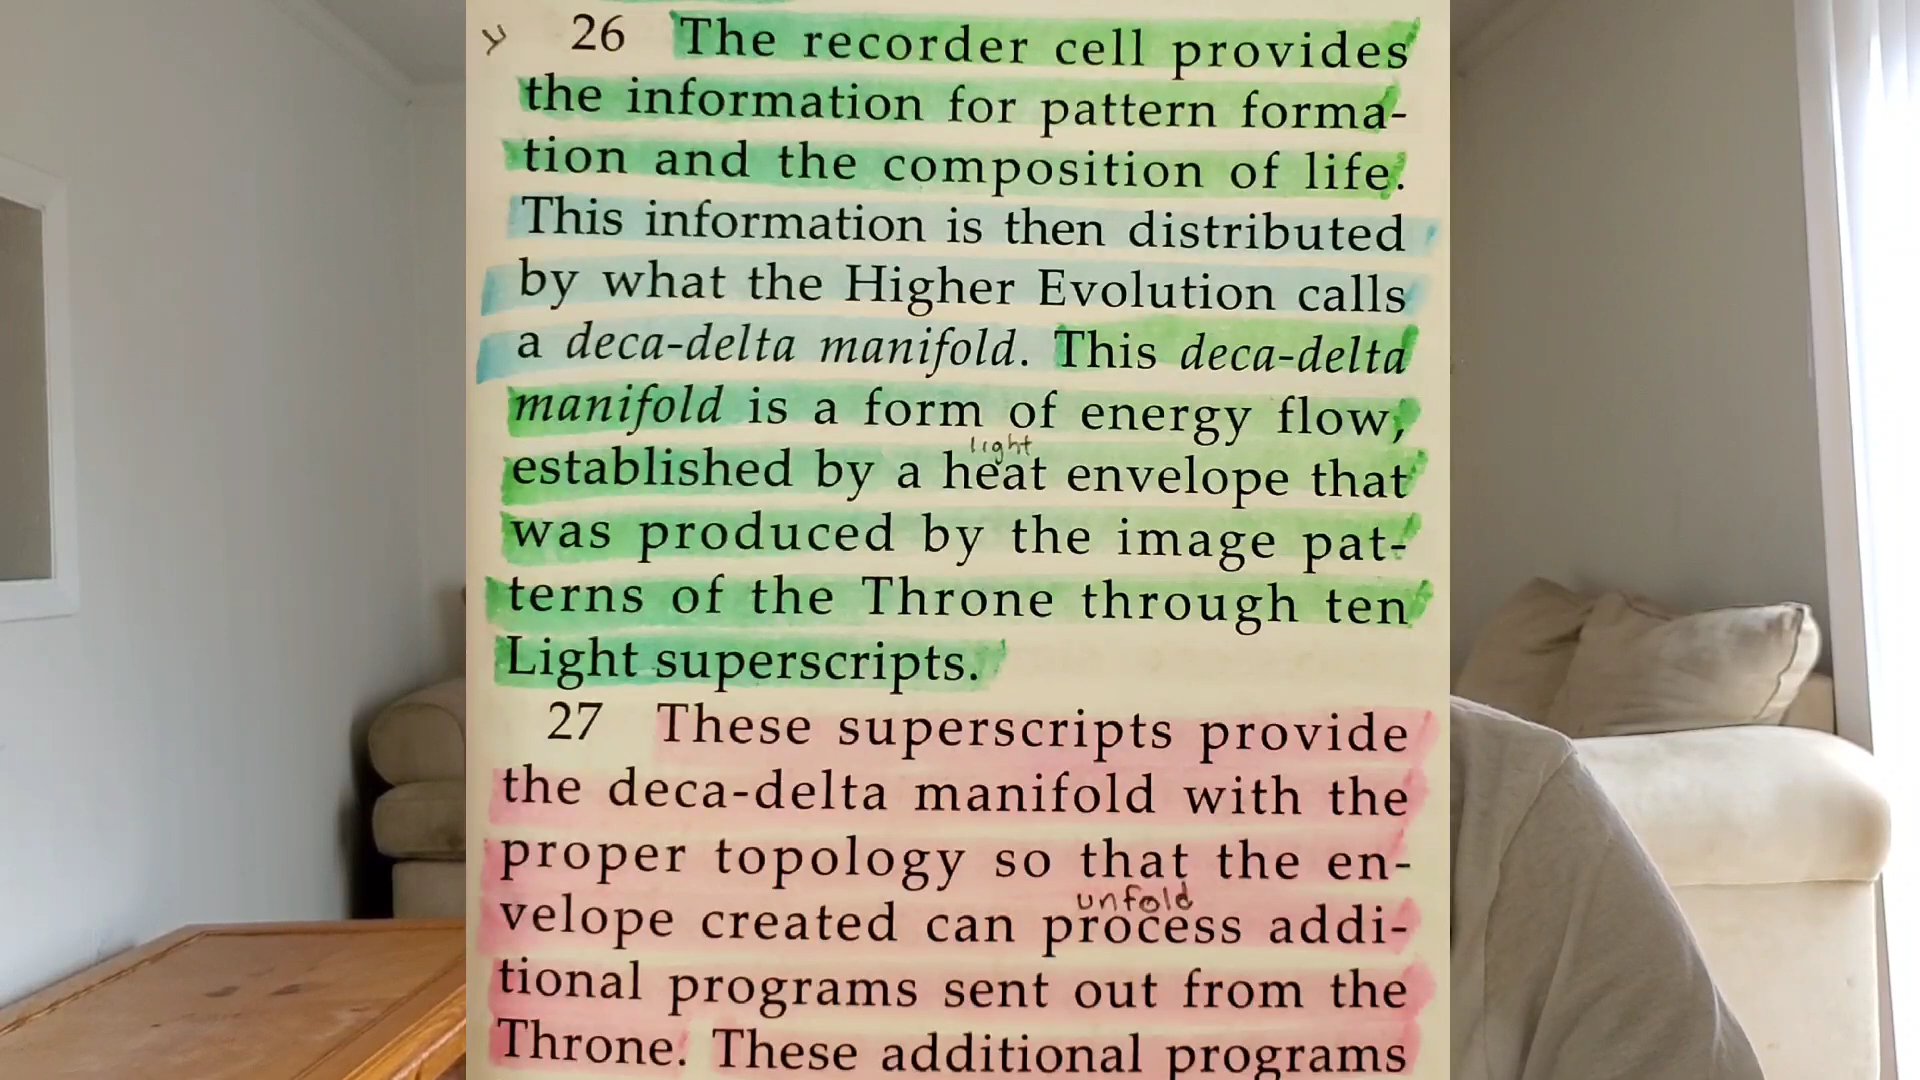 26 The recorder cell provides
the information for pattern forma-
tion and the composition of life.
This information is then distributed
by what the Higher Evolution calls
a deca-delta manifold. This deca-delta
manifold is a form of energy flow,
light
established by a heat envelope that
was produced by the image pat-
terns of the Throne through ten
Light superscripts.
27 These superscripts provide
the deca-delta manifold with the
proper topology so that the en-
unfold
velope created can process addi-
tional programs sent out from the
Throne. These additional programs